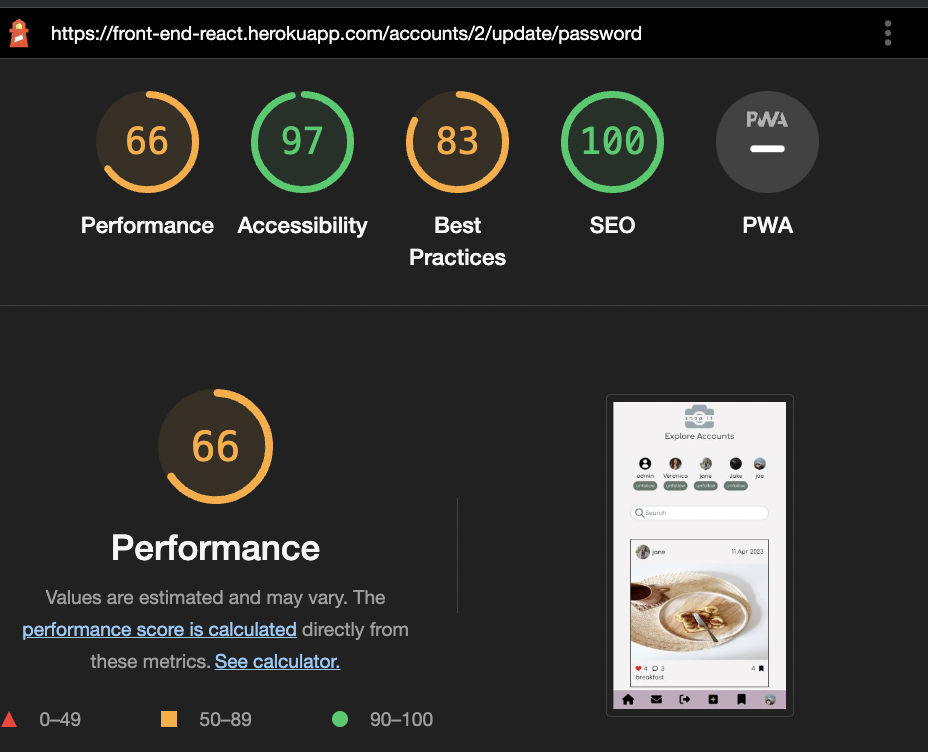 https://front-end-react.herokuapp.com/accounts/2/update/password
66 97 83 100 PWA
Performance Accessibility Best Practices SEO PWA
66
Performance
Values are estimated and may vary. The
performance score is calculated directly from
these metrics. See calculator.
0–49 50–89 90–100
snap it
Explore Accounts
admin Veronica jane Jake joe
unfollow unfollow unfollow unfollow
Search
jane 11 Apr 2023
4 3 4
breakfast